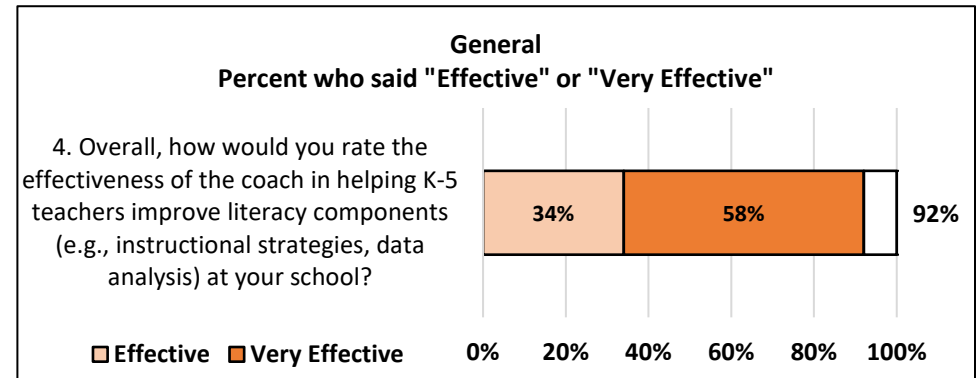 General
Percent who said "Effective" or "Very Effective"
4. Overall, how would you rate the
effectiveness of the coach in helping K-5
teachers improve literacy components
(e.g., instructional strategies, data
analysis) at your school?
34%
58%
92%
Effective Very Effective
0% 20% 40% 60% 80% 100%